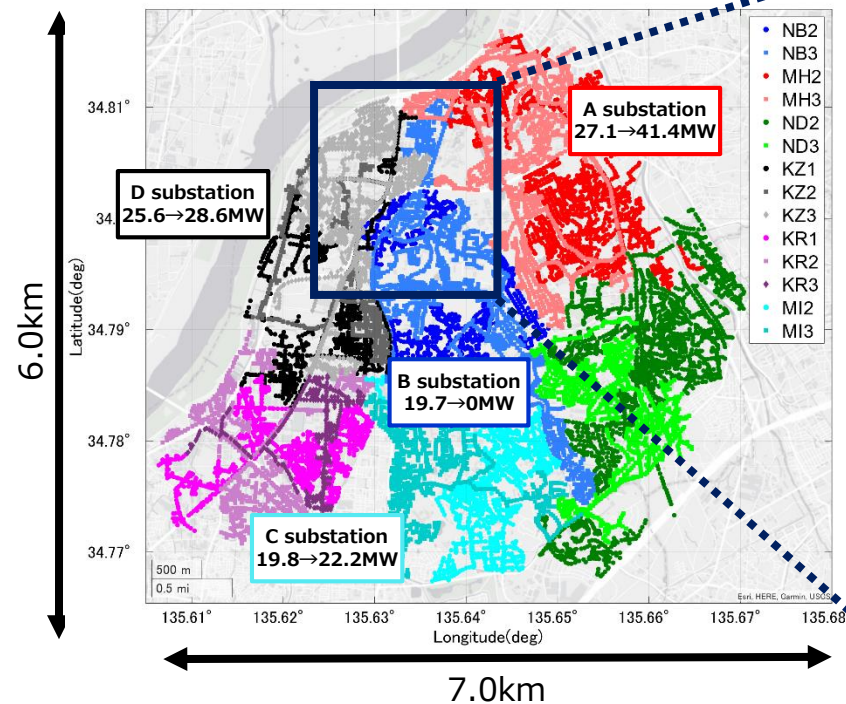 34.81°
34.80°
34.79°
34.78°
34.77°
Latitude(deg)
6.0km
A substation
27.1→41.4MW
D substation
25.6→28.6MW
B substation
19.7→0MW
C substation
19.8→22.2MW
NB2
NB3
MH2
MH3
ND2
ND3
KZ1
KZ2
KZ3
KR1
KR2
KR3
MI2
MI3
500 m
0.5 mi
Esri, HERE, Garmin, USGS
135.61°
135.62°
135.63°
135.64°
135.65°
135.66°
135.67°
135.68
Longitude(deg)
7.0km